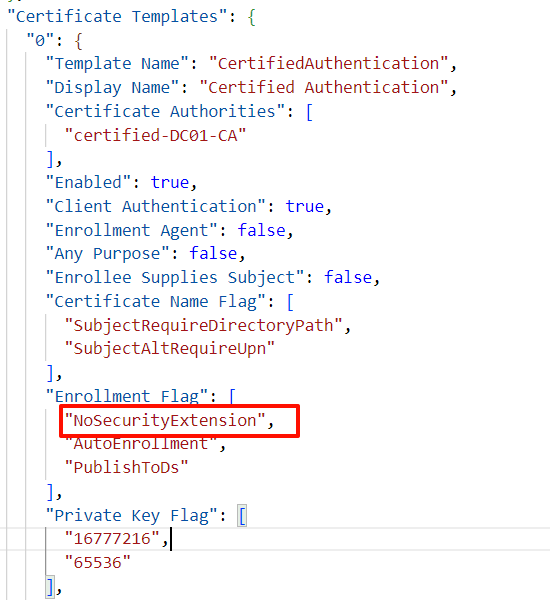 "Certificate Templates": {
"0": {
"Template Name": "CertifiedAuthentication",
"Display Name": "Certified Authentication",
"Certificate Authorities": [
"certified-DC01-CA"
],
"Enabled": true,
"Client Authentication": true,
"Enrollment Agent": false,
"Any Purpose": false,
"Enrollee Supplies Subject": false,
"Certificate Name Flag": [
"SubjectRequireDirectoryPath",
"SubjectAltRequireUpn"
],
"Enrollment Flag": [
"NoSecurityExtension",
"AutoEnrollment",
"PublishToDs"
],
"Private Key Flag": [
"16777216",
"65536"
],